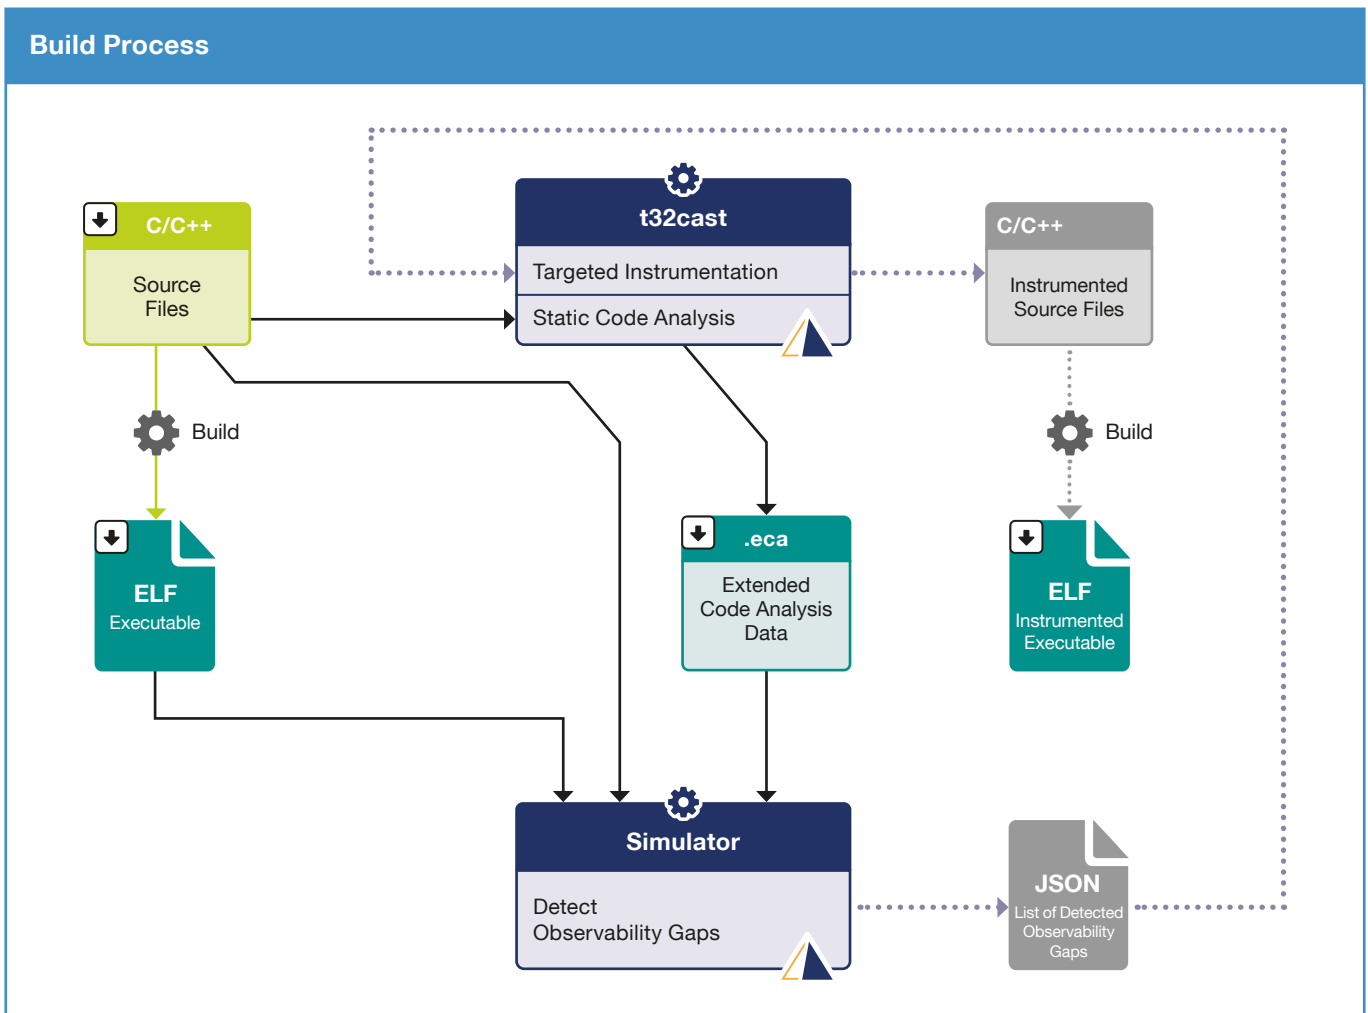 Build Process
C/C++
Source
Files
t32cast
Targeted Instrumentation
Static Code Analysis
C/C++
Instrumented
Source Files
Build
Build
ELF
Executable
.eca
Extended
Code Analysis
Data
ELF
Instrumented
Executable
Simulator
Detect
Observability Gaps
JSON
List of Detected
Observability
Gaps